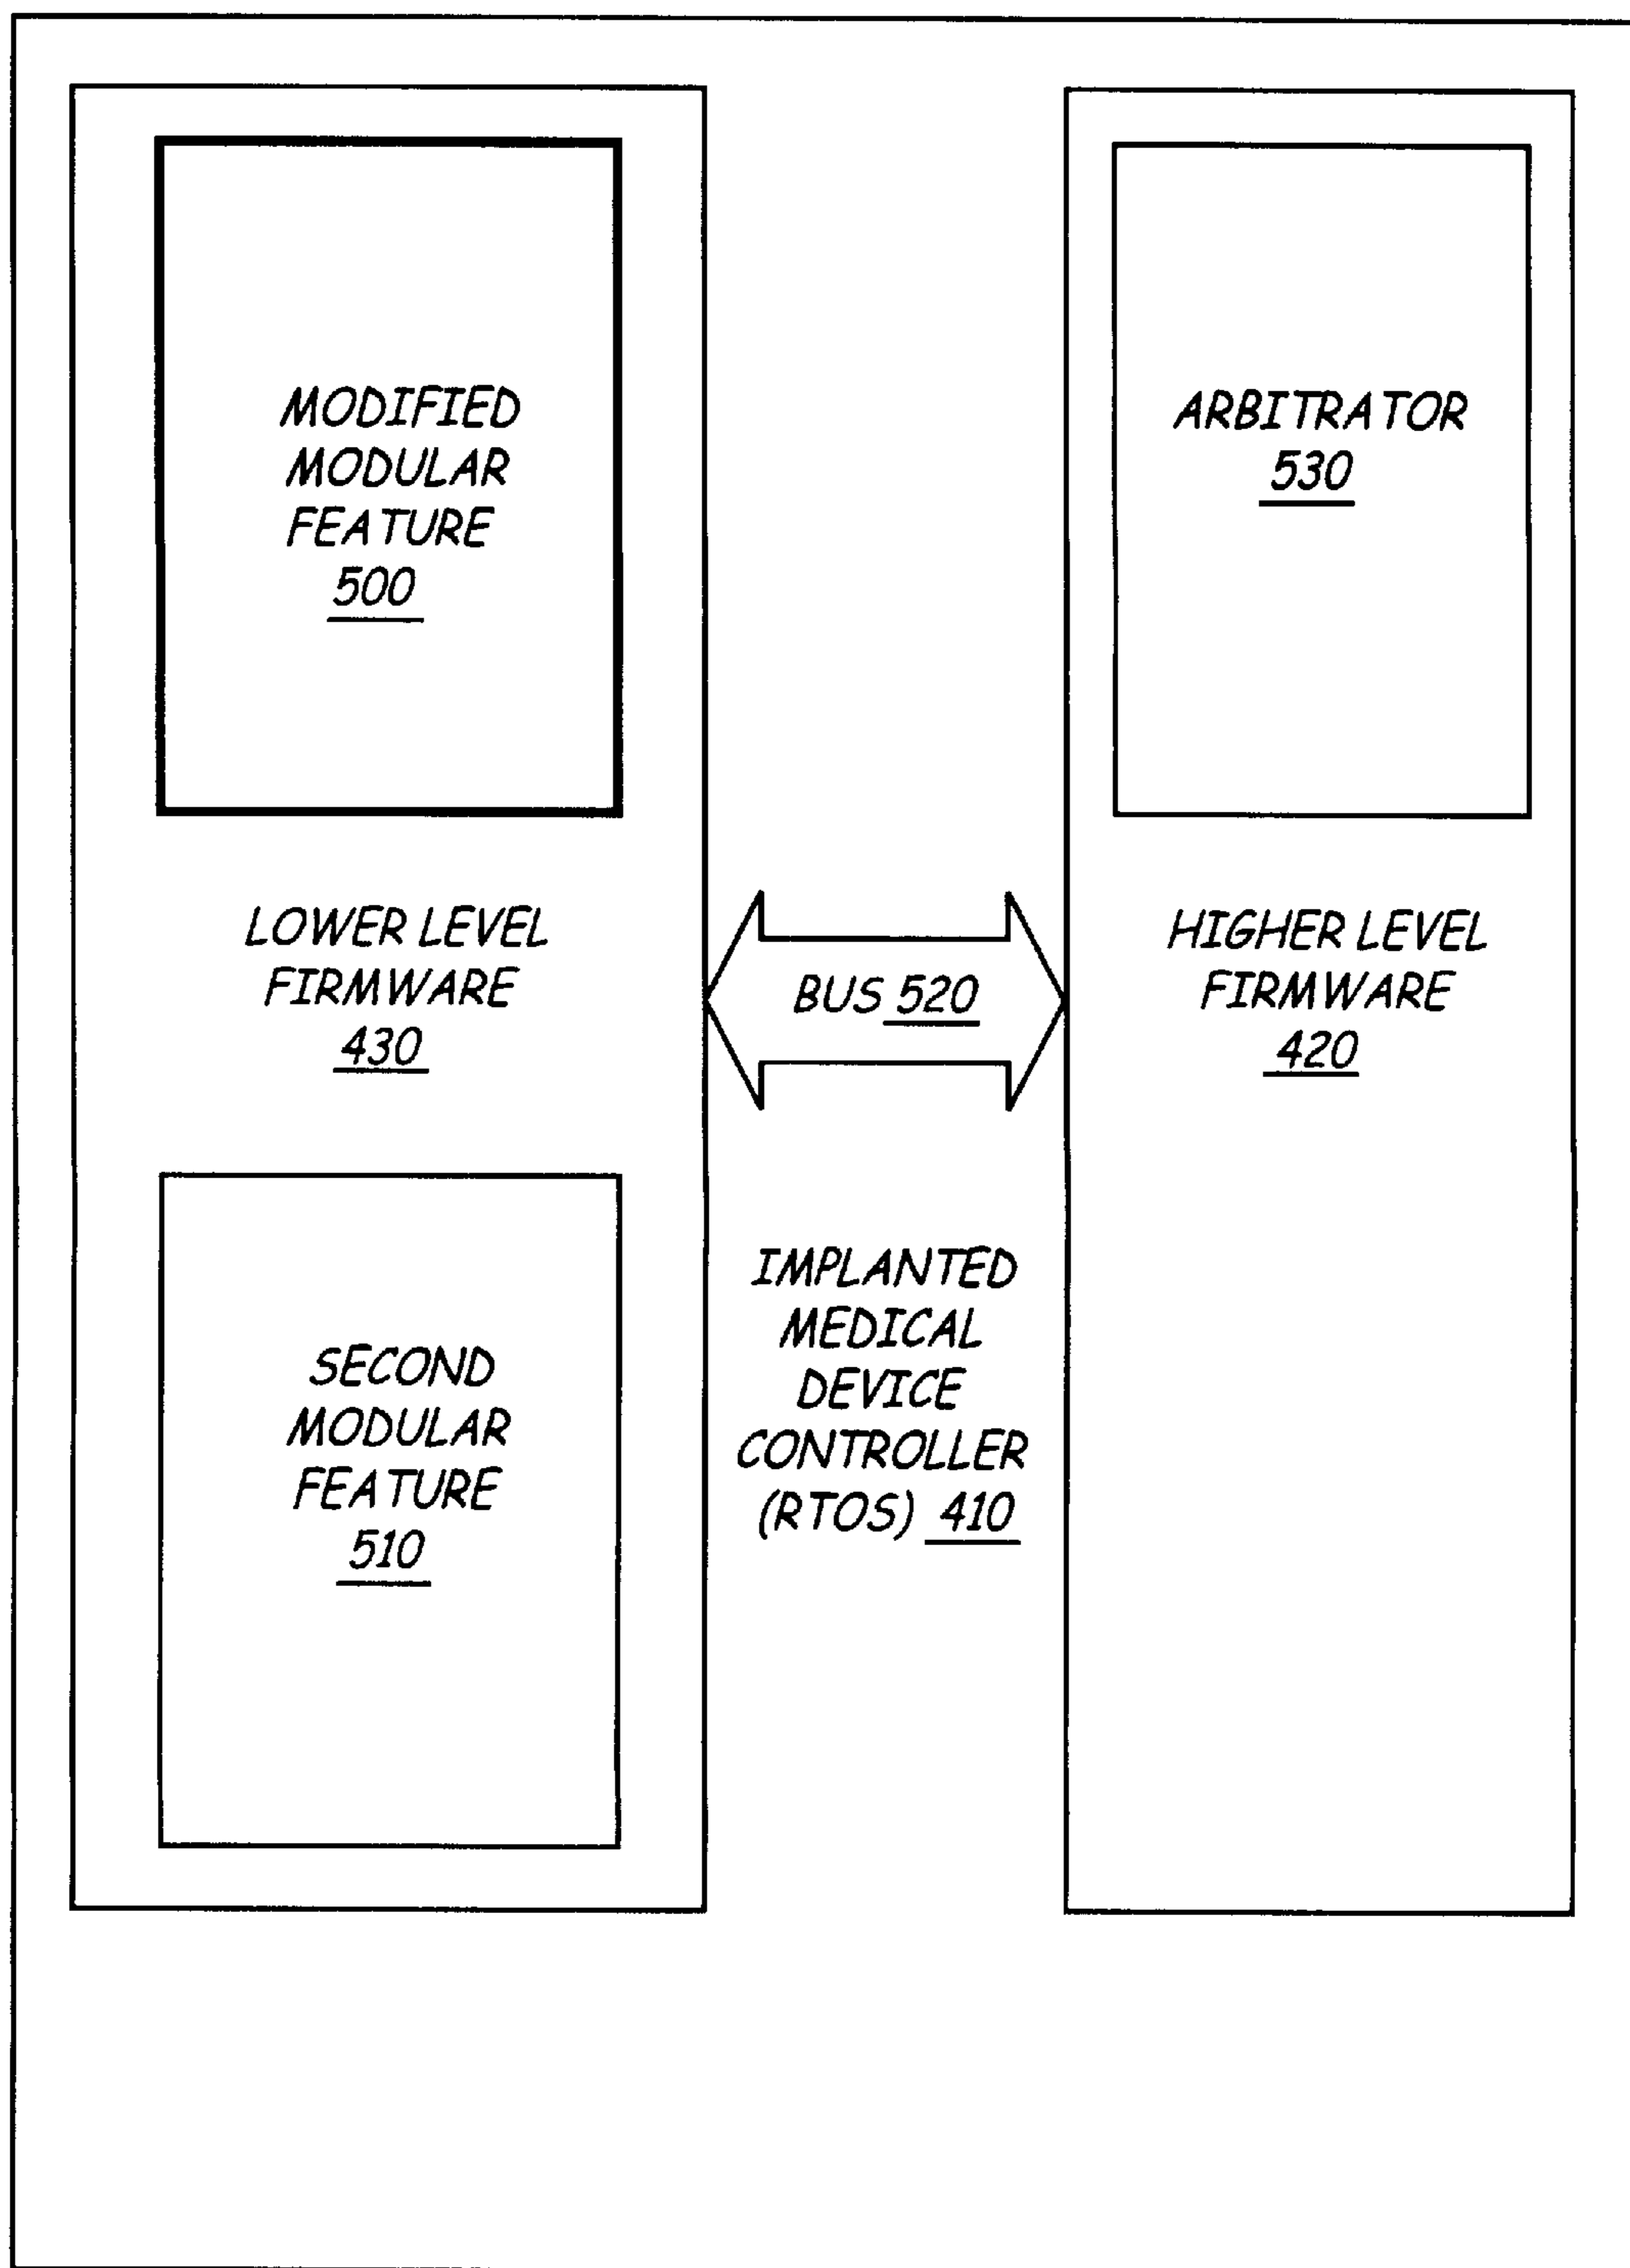 MODIFIED
MODULAR
FEATURE
500
LOWER LEVEL
FIRMWARE
430
SECOND
MODULAR
FEATURE
510
BUS 520
IMPLANTED
MEDICAL
DEVICE
CONTROLLER
(RTOS) 410
ARBITRATOR
530
HIGHER LEVEL
FIRMWARE
420